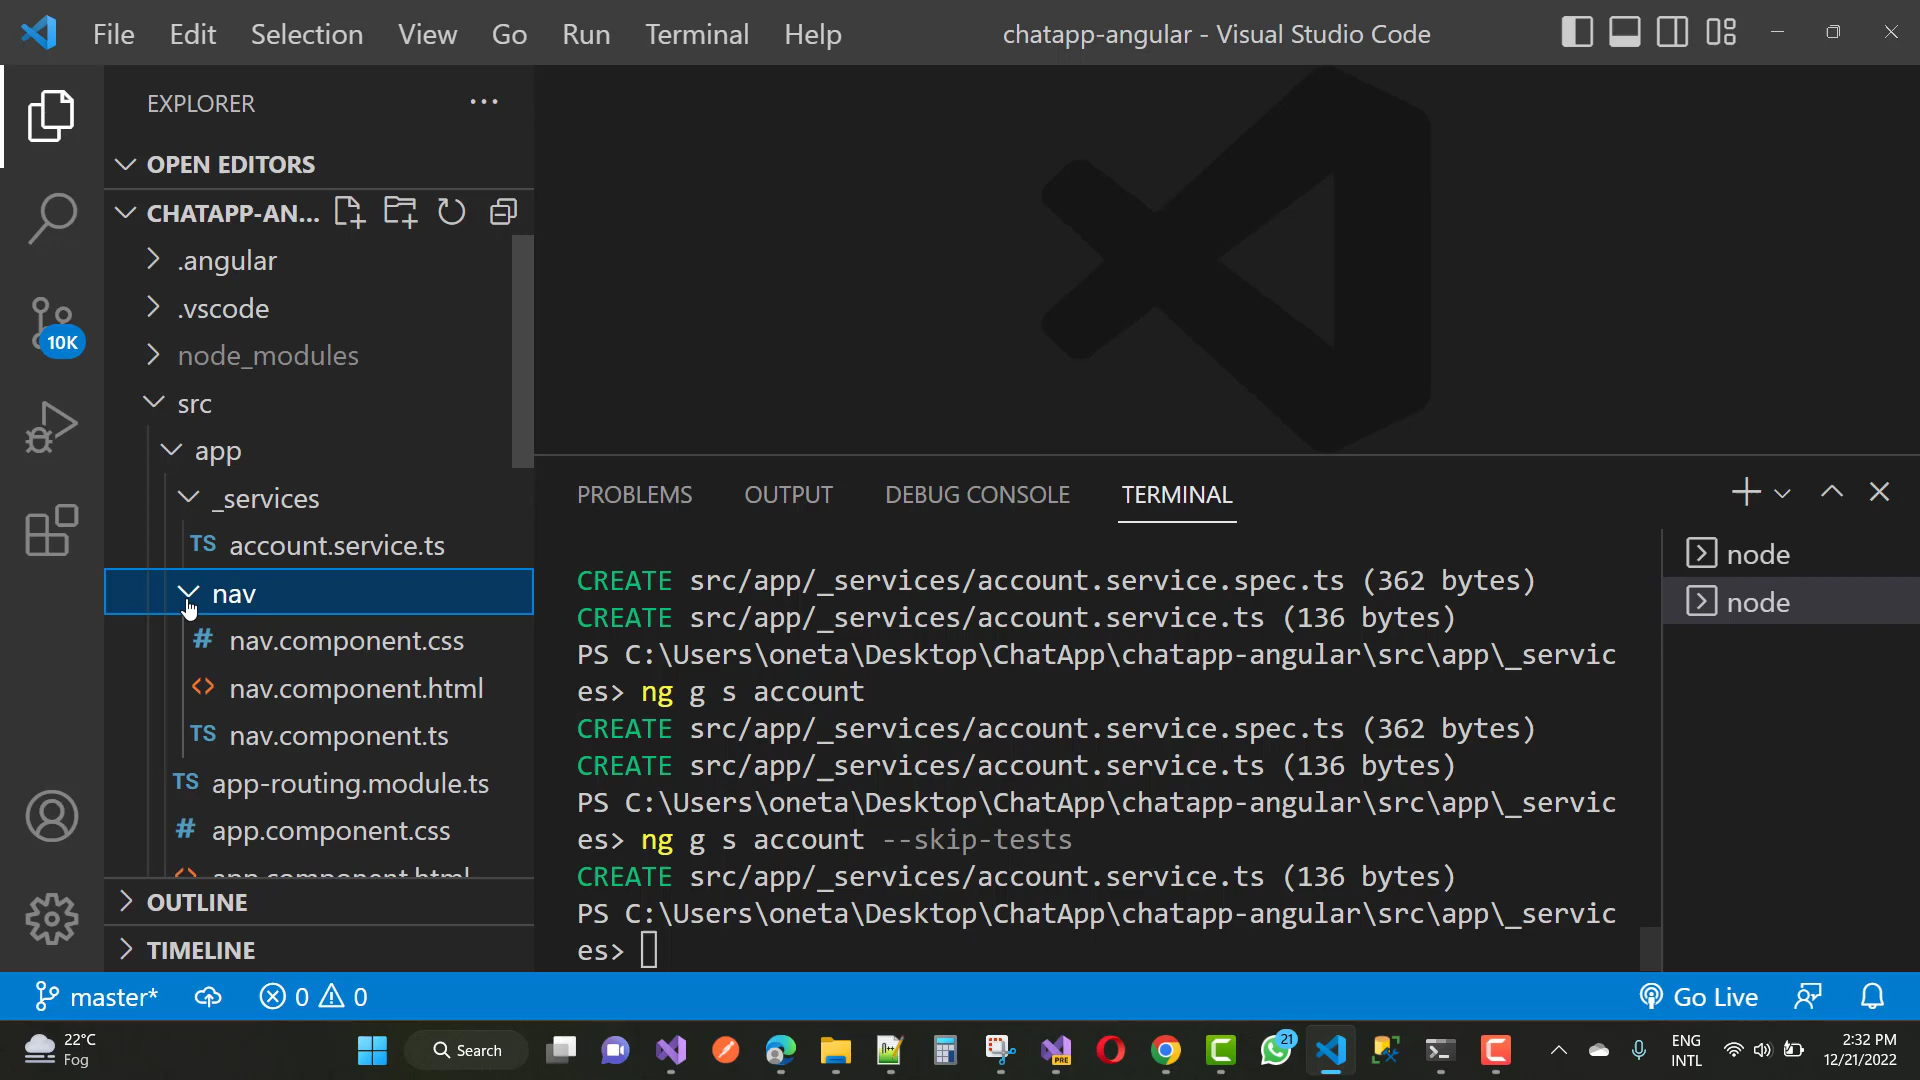 File Edit Selection View Go Run Terminal Help
chatapp-angular - Visual Studio Code
EXPLORER
OPEN EDITORS
CHATAPP-AN...
.angular
.vscode
10K
node_modules
src
app
_services
TS account.service.ts
nav
# nav.component.css
<> nav.component.html
TS nav.component.ts
TS app-routing.module.ts
# app.component.css
<> app.component.html
OUTLINE
TIMELINE
PROBLEMS OUTPUT DEBUG CONSOLE TERMINAL
CREATE src/app/_services/account.service.spec.ts (362 bytes)
CREATE src/app/_services/account.service.ts (136 bytes)
PS C:\Users\oneta\Desktop\ChatApp\chatapp-angular\src\app\_servic
es> ng g s account
CREATE src/app/_services/account.service.spec.ts (362 bytes)
CREATE src/app/_services/account.service.ts (136 bytes)
PS C:\Users\oneta\Desktop\ChatApp\chatapp-angular\src\app\_servic
es> ng g s account --skip-tests
CREATE src/app/_services/account.service.ts (136 bytes)
PS C:\Users\oneta\Desktop\ChatApp\chatapp-angular\src\app\_servic
es>
node
node
master* 0 0
Go Live
22°C
Fog
Search
PRE
21
ENG
INTL
2:32 PM
12/21/2022